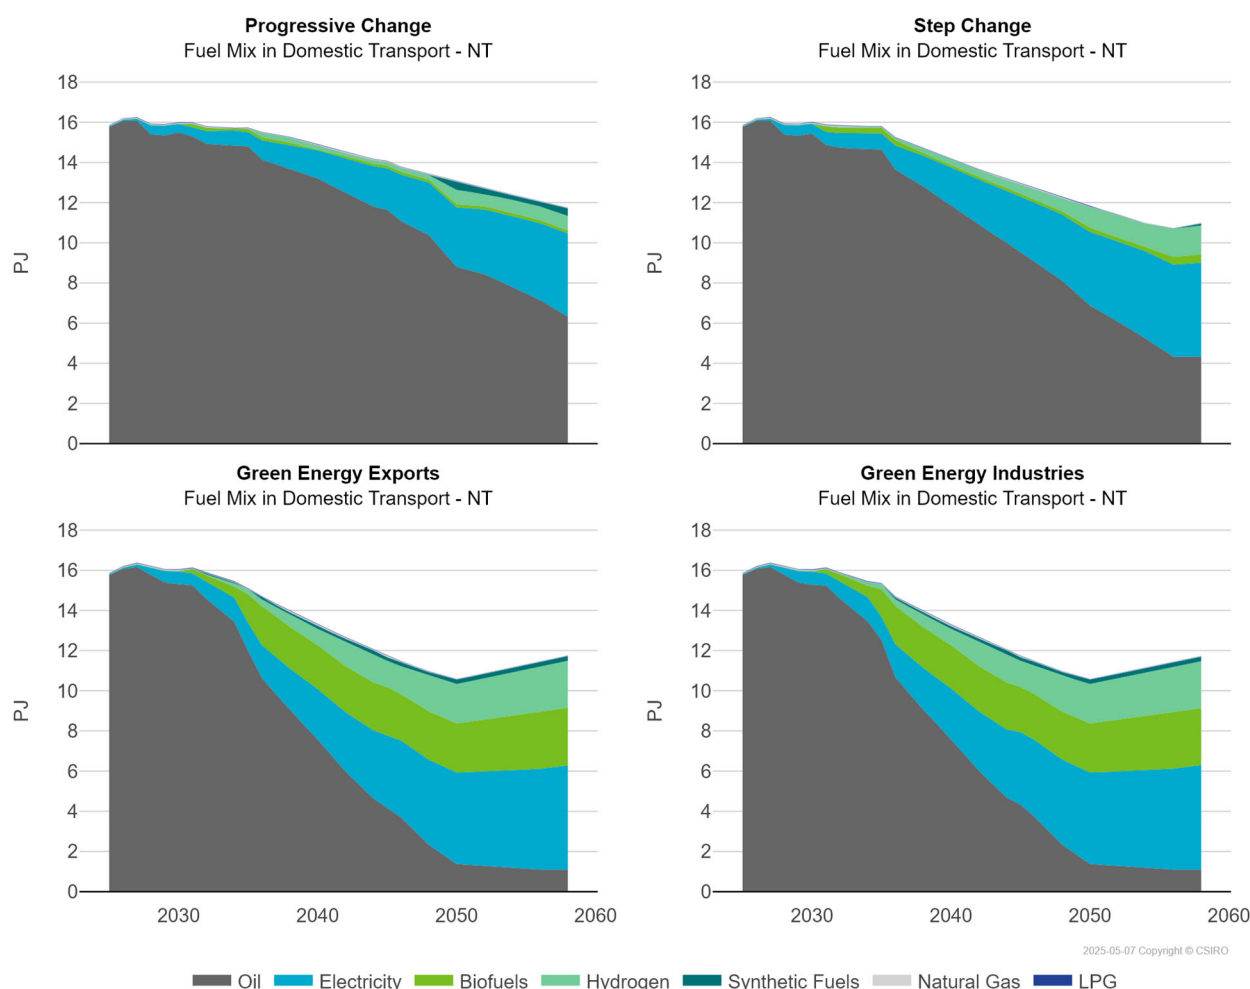 Progressive Change
Fuel Mix in Domestic Transport - NT
18
16
14
12
10
8
6
4
2
0
PJ
Step Change
Fuel Mix in Domestic Transport - NT
18
16
14
12
10
8
6
4
2
0
PJ
Green Energy Exports
Fuel Mix in Domestic Transport - NT
18
16
14
12
10
8
6
4
2
0
PJ
2030 2040 2050 2060
Green Energy Industries
Fuel Mix in Domestic Transport - NT
18
16
14
12
10
8
6
4
2
0
PJ
2030 2040 2050 2060
2025-05-07 Copyright © CSIRO
Oil Electricity Biofuels Hydrogen Synthetic Fuels Natural Gas LPG